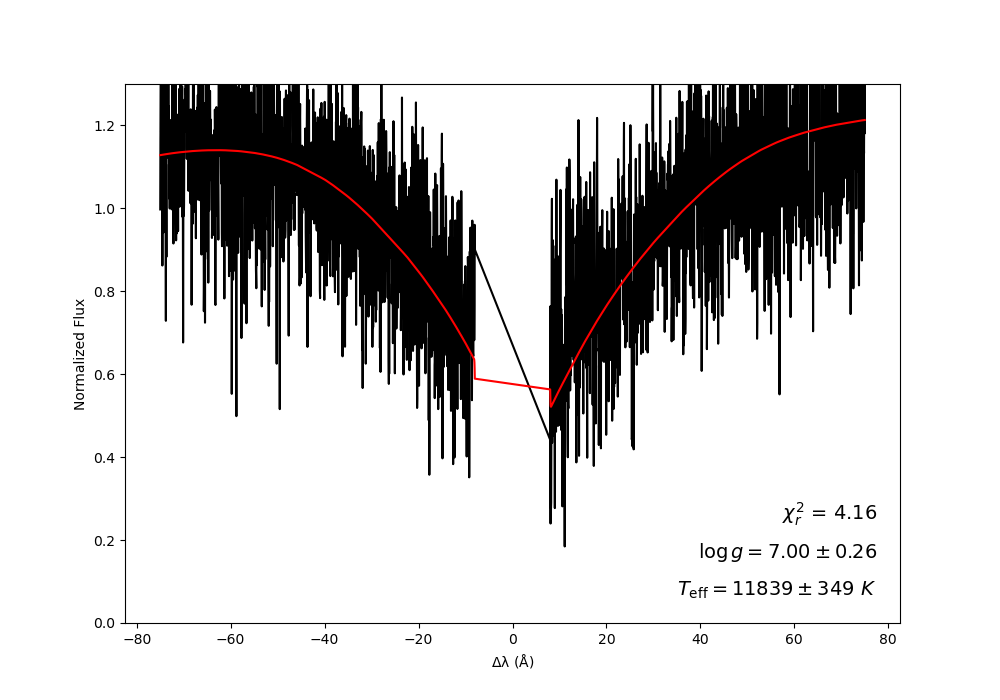 1.2
1.0
0.8
0.6
0.4
0.2
0.0
Normalized Flux
χ²ᵣ = 4.16
log g = 7.00 ± 0.26
T_eff = 11839 ± 349 K
−80 −60 −40 −20 0 20 40 60 80
Δλ (Å)